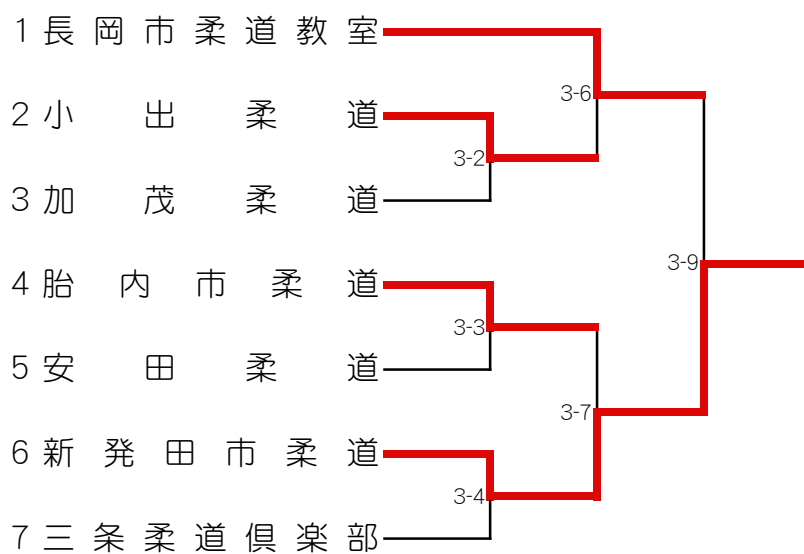 1 長岡市柔道教室
3-6
2 小出柔道
3-2
3 加茂柔道
3-9
4 胎内市柔道
3-3
5 安田柔道
3-7
6 新発田市柔道
3-4
7 三条柔道倶楽部